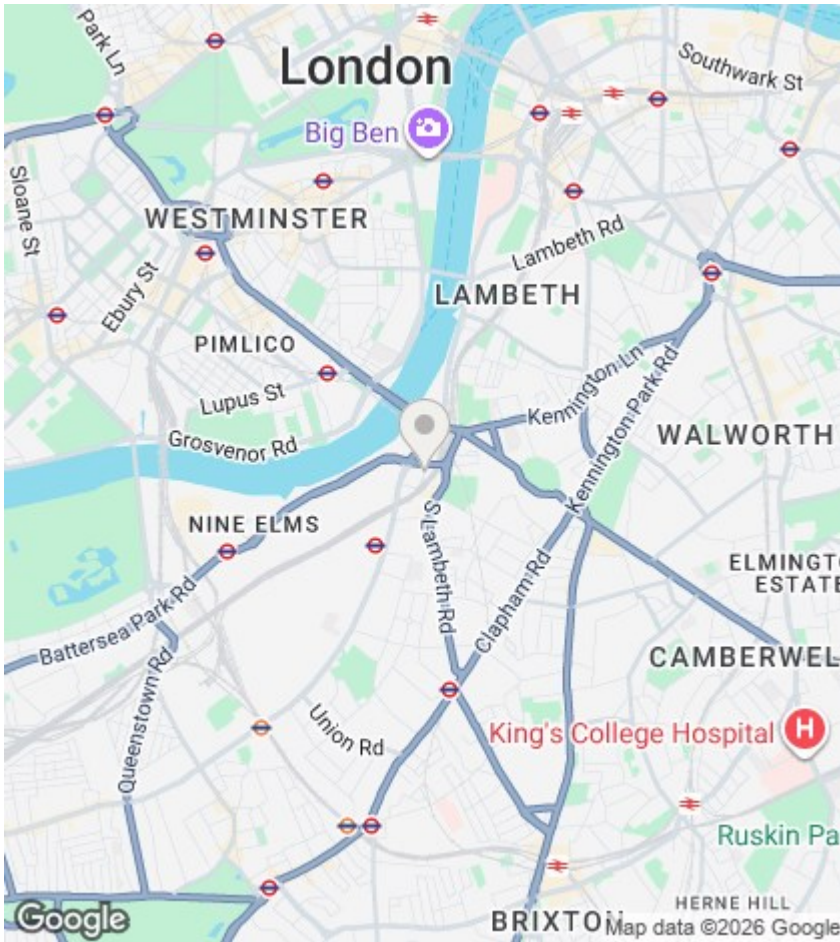 Park Ln
London
Southwark St
Big Ben
Sloane St
WESTMINSTER
Lambeth Rd
Ebury St
LAMBETH
PIMLICO
Kennington Ln
Kennington Park Rd
Lupus St
Grosvenor Rd
WALWORTH
NINE ELMS
S Lambeth Rd
Clapham Rd
ELMINGTO
ESTATE
Battersea Park Rd
CAMBERWEL
Queenstown Rd
Union Rd
King's College Hospital
H
Ruskin Pa
HERNE HILL
BRIXTON
Google
Map data ©2026 Google